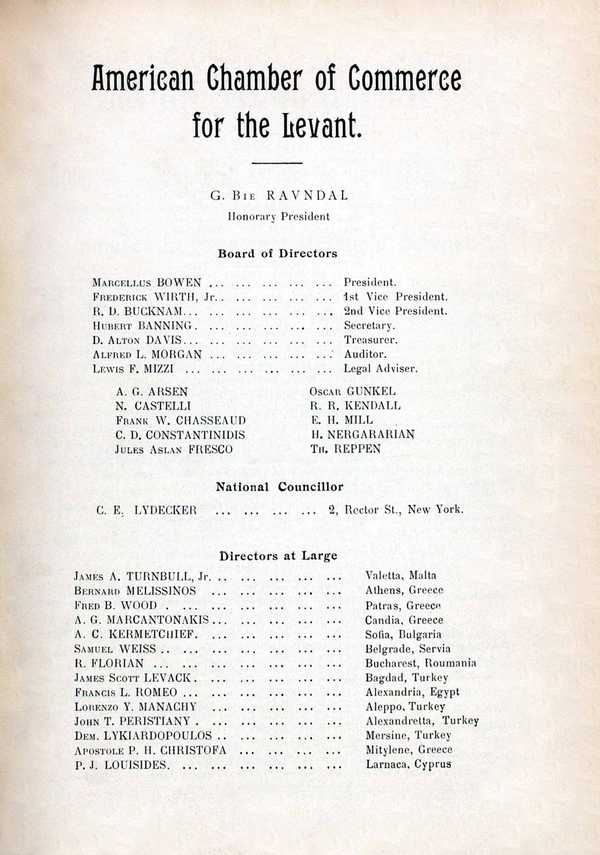 American Chamber of Commerce
for the Levant.
G. Bie RAVNDAL
Honorary President
Board of Directors
Marcellus BOWEN ... ... ... ... ... President.
Frederick WIRTH, Jr.. ... ... ... ... 1st Vice President.
R. D. BUCKNAM... ... ... ... ... ... 2nd Vice President.
Hubert BANNING. ... ... ... ... ... Secretary.
D. Alton DAVIS... ... ... ... ... ... Treasurer.
Alfred L. MORGAN ... ... ... ... ... Auditor.
Lewis F. MIZZI ... ... ... ... ... ... Legal Adviser.
A. G. ARSEN Oscar GUNKEL
N. CASTELLI R. R. KENDALL
Frank W. CHASSEAUD E. H. MILL
C. D. CONSTANTINIDIS H. NERGARARIAN
Jules Aslan FRESCO Th. REPPEN
National Councillor
C. E. LYDECKER ... ... ... ... 2, Rector St., New York.
Directors at Large
James A. TURNBULL, Jr. .. ... ... ... ... Valetta, Malta
Bernard MELISSINOS ... ... ... ... ... Athens, Greece
Fred B. WOOD . ... ... ... ... ... ... Patras, Greece
A. G. MARCANTONAKIS... ... ... ... ... Candia, Greece
A. C. KERMETCHIEF. ... ... ... ... ... Sofia, Bulgaria
Samuel WEISS .. ... ... ... ... ... ... Belgrade, Servia
R. FLORIAN ... ... ... ... ... ... ... Bucharest, Roumania
James Scott LEVACK. ... ... ... ... ... Bagdad, Turkey
Francis L. ROMEO ... ... ... ... ... ... Alexandria, Egypt
Lorenzo Y. MANACHY ... ... ... ... ... Aleppo, Turkey
John T. PERISTIANY . ... ... ... ... ... Alexandretta, Turkey
Dem. LYKIARDOPOULOS .. ... ... ... ... Mersine, Turkey
Apostole P. H. CHRISTOFA ... ... ... ... Mitylene, Greece
P. J. LOUISIDES. ... ... ... ... ... ... Larnaca, Cyprus